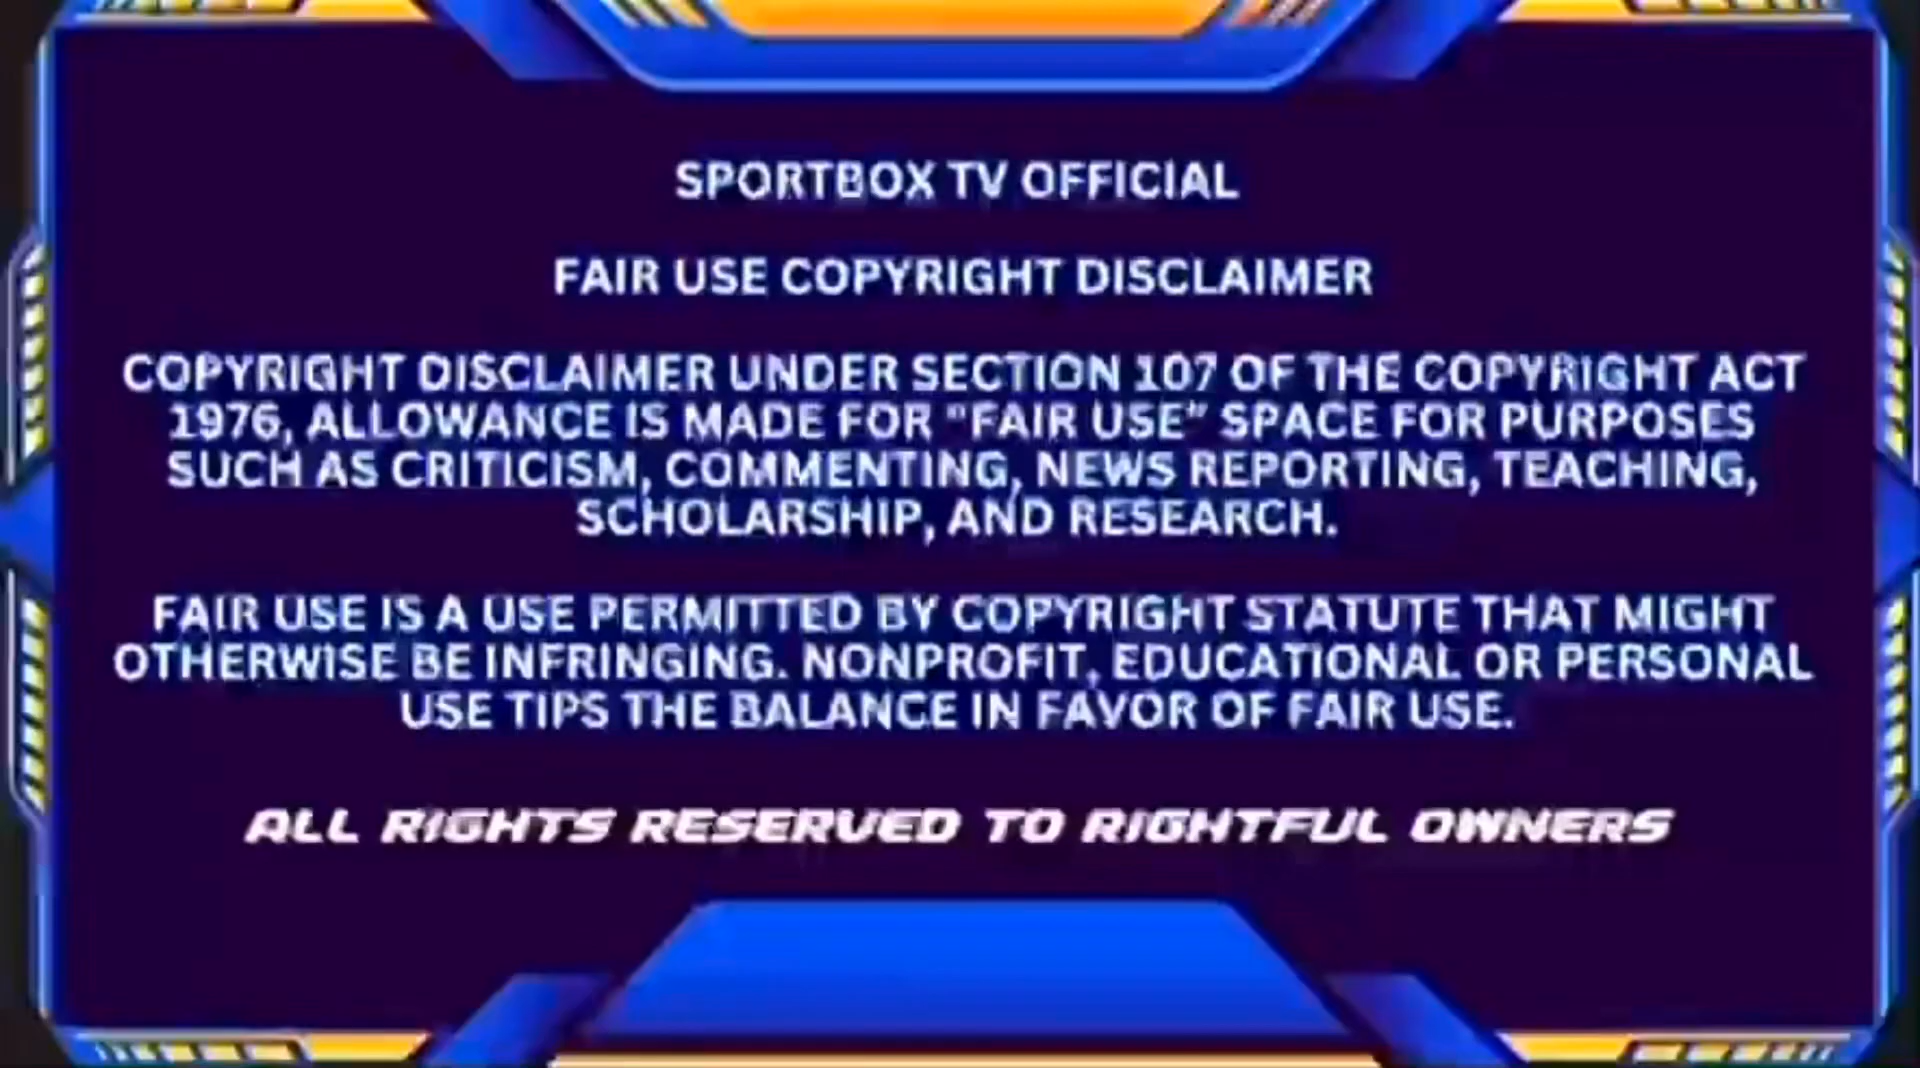 SPORTBOX TV OFFICIAL
FAIR USE COPYRIGHT DISCLAIMER
COPYRIGHT DISCLAIMER UNDER SECTION 107 OF THE COPYRIGHT ACT
1976, ALLOWANCE IS MADE FOR "FAIR USE" SPACE FOR PURPOSES
SUCH AS CRITICISM, COMMENTING, NEWS REPORTING, TEACHING,
SCHOLARSHIP, AND RESEARCH.
FAIR USE IS A USE PERMITTED BY COPYRIGHT STATUTE THAT MIGHT
OTHERWISE BE INFRINGING. NONPROFIT, EDUCATIONAL OR PERSONAL
USE TIPS THE BALANCE IN FAVOR OF FAIR USE.
ALL RIGHTS RESERVED TO RIGHTFUL OWNERS